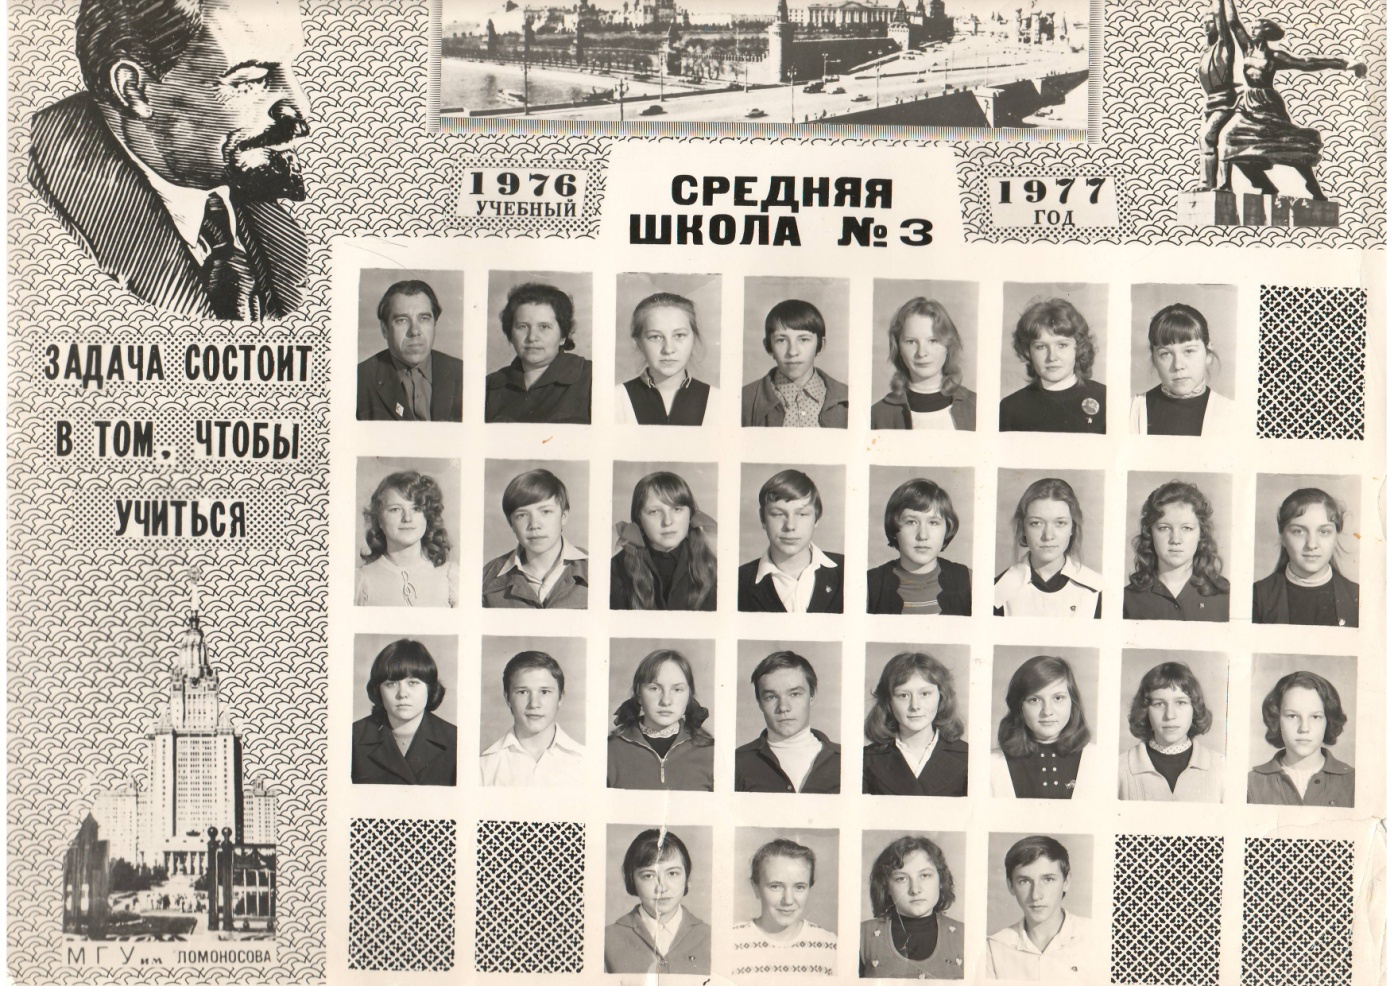 1976
УЧЕБНЫЙ
СРЕДНЯЯ
ШКОЛА №3
1977
ГОД
ЗАДАЧА СОСТОИТ
В ТОМ, ЧТОБЫ
УЧИТЬСЯ
МГУ им ЛОМОНОСОВА